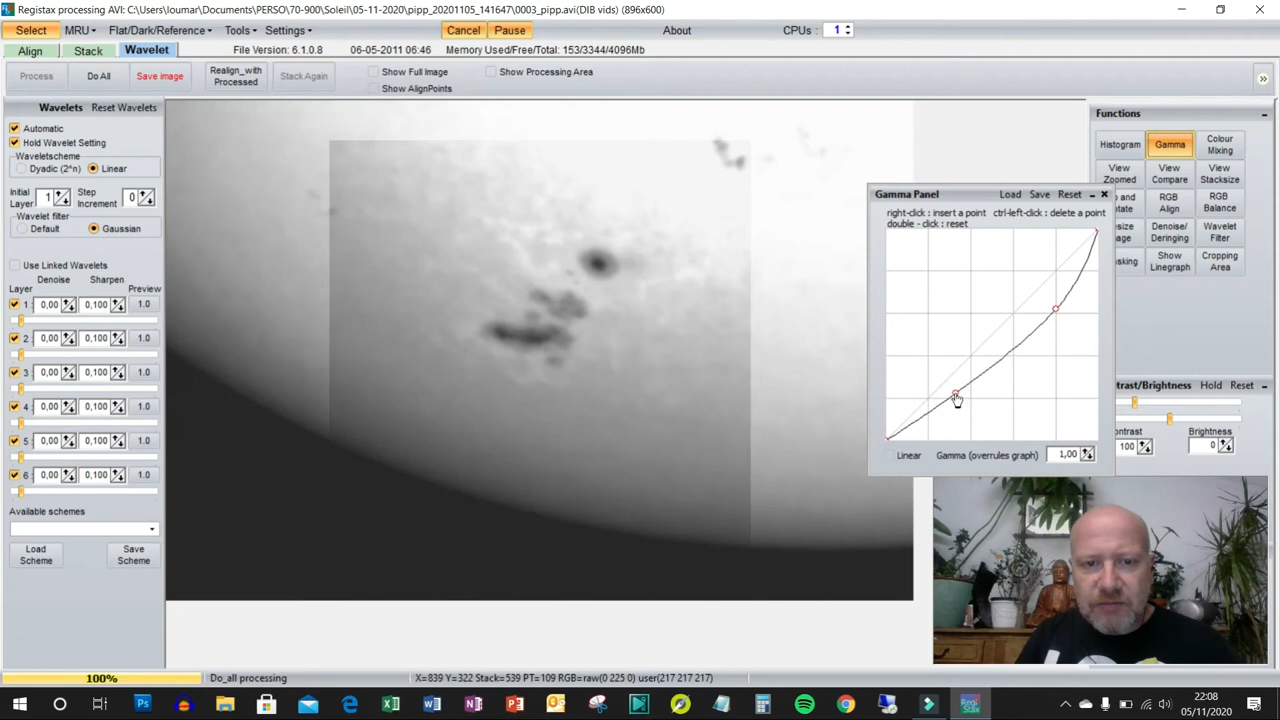 Registax processing AVI: C:\Users\loumar\Documents\PERSO\70-900\Soleil\05-11-2020\pipp_20201105_141647\0003_pipp.avi(DIB vids) (896x600)
Select MRU Flat/Dark/Reference Tools Settings Cancel Pause About CPUs: 1
Align Stack Wavelet File Version: 6.1.0.8 06-05-2011 06:46 Memory Used/Free/Total: 153/3344/4096Mb
Process Do All Save image Realign_with Processed Stack Again Show Full Image Show Processing Area
Show AlignPoints
Wavelets Reset Wavelets
Automatic
Hold Wavelet Setting
Waveletscheme
Dyadic (2^n) Linear
Initial Layer 1 Step Increment 0
Wavelet filter
Default Gaussian
Use Linked Wavelets
Denoise Sharpen
Layer Preview
1 : 0,00 0,100 1.0
2 : 0,00 0,100 1.0
3 : 0,00 0,100 1.0
4 : 0,00 0,100 1.0
5 : 0,00 0,100 1.0
6 : 0,00 0,100 1.0
Available schemes
Load Scheme Save Scheme
Functions
Histogram Gamma Colour Mixing
View Zoomed View Compare View Stacksize
p and otate RGB Align RGB Balance
esize mage Denoise/ Deringing Wavelet Filter
asking Show Linegraph Cropping Area
Gamma Panel Load Save Reset
right-click : insert a point ctrl-left-click : delete a point
double - click : reset
Linear Gamma (overrules graph) 1,00
trast/Brightness Hold Reset
ntrast Brightness
100 0
100% Do_all processing X=839 Y=322 Stack=539 PT=109 RGB=raw(0 225 0) user(217 217 217)
22:08
05/11/2020